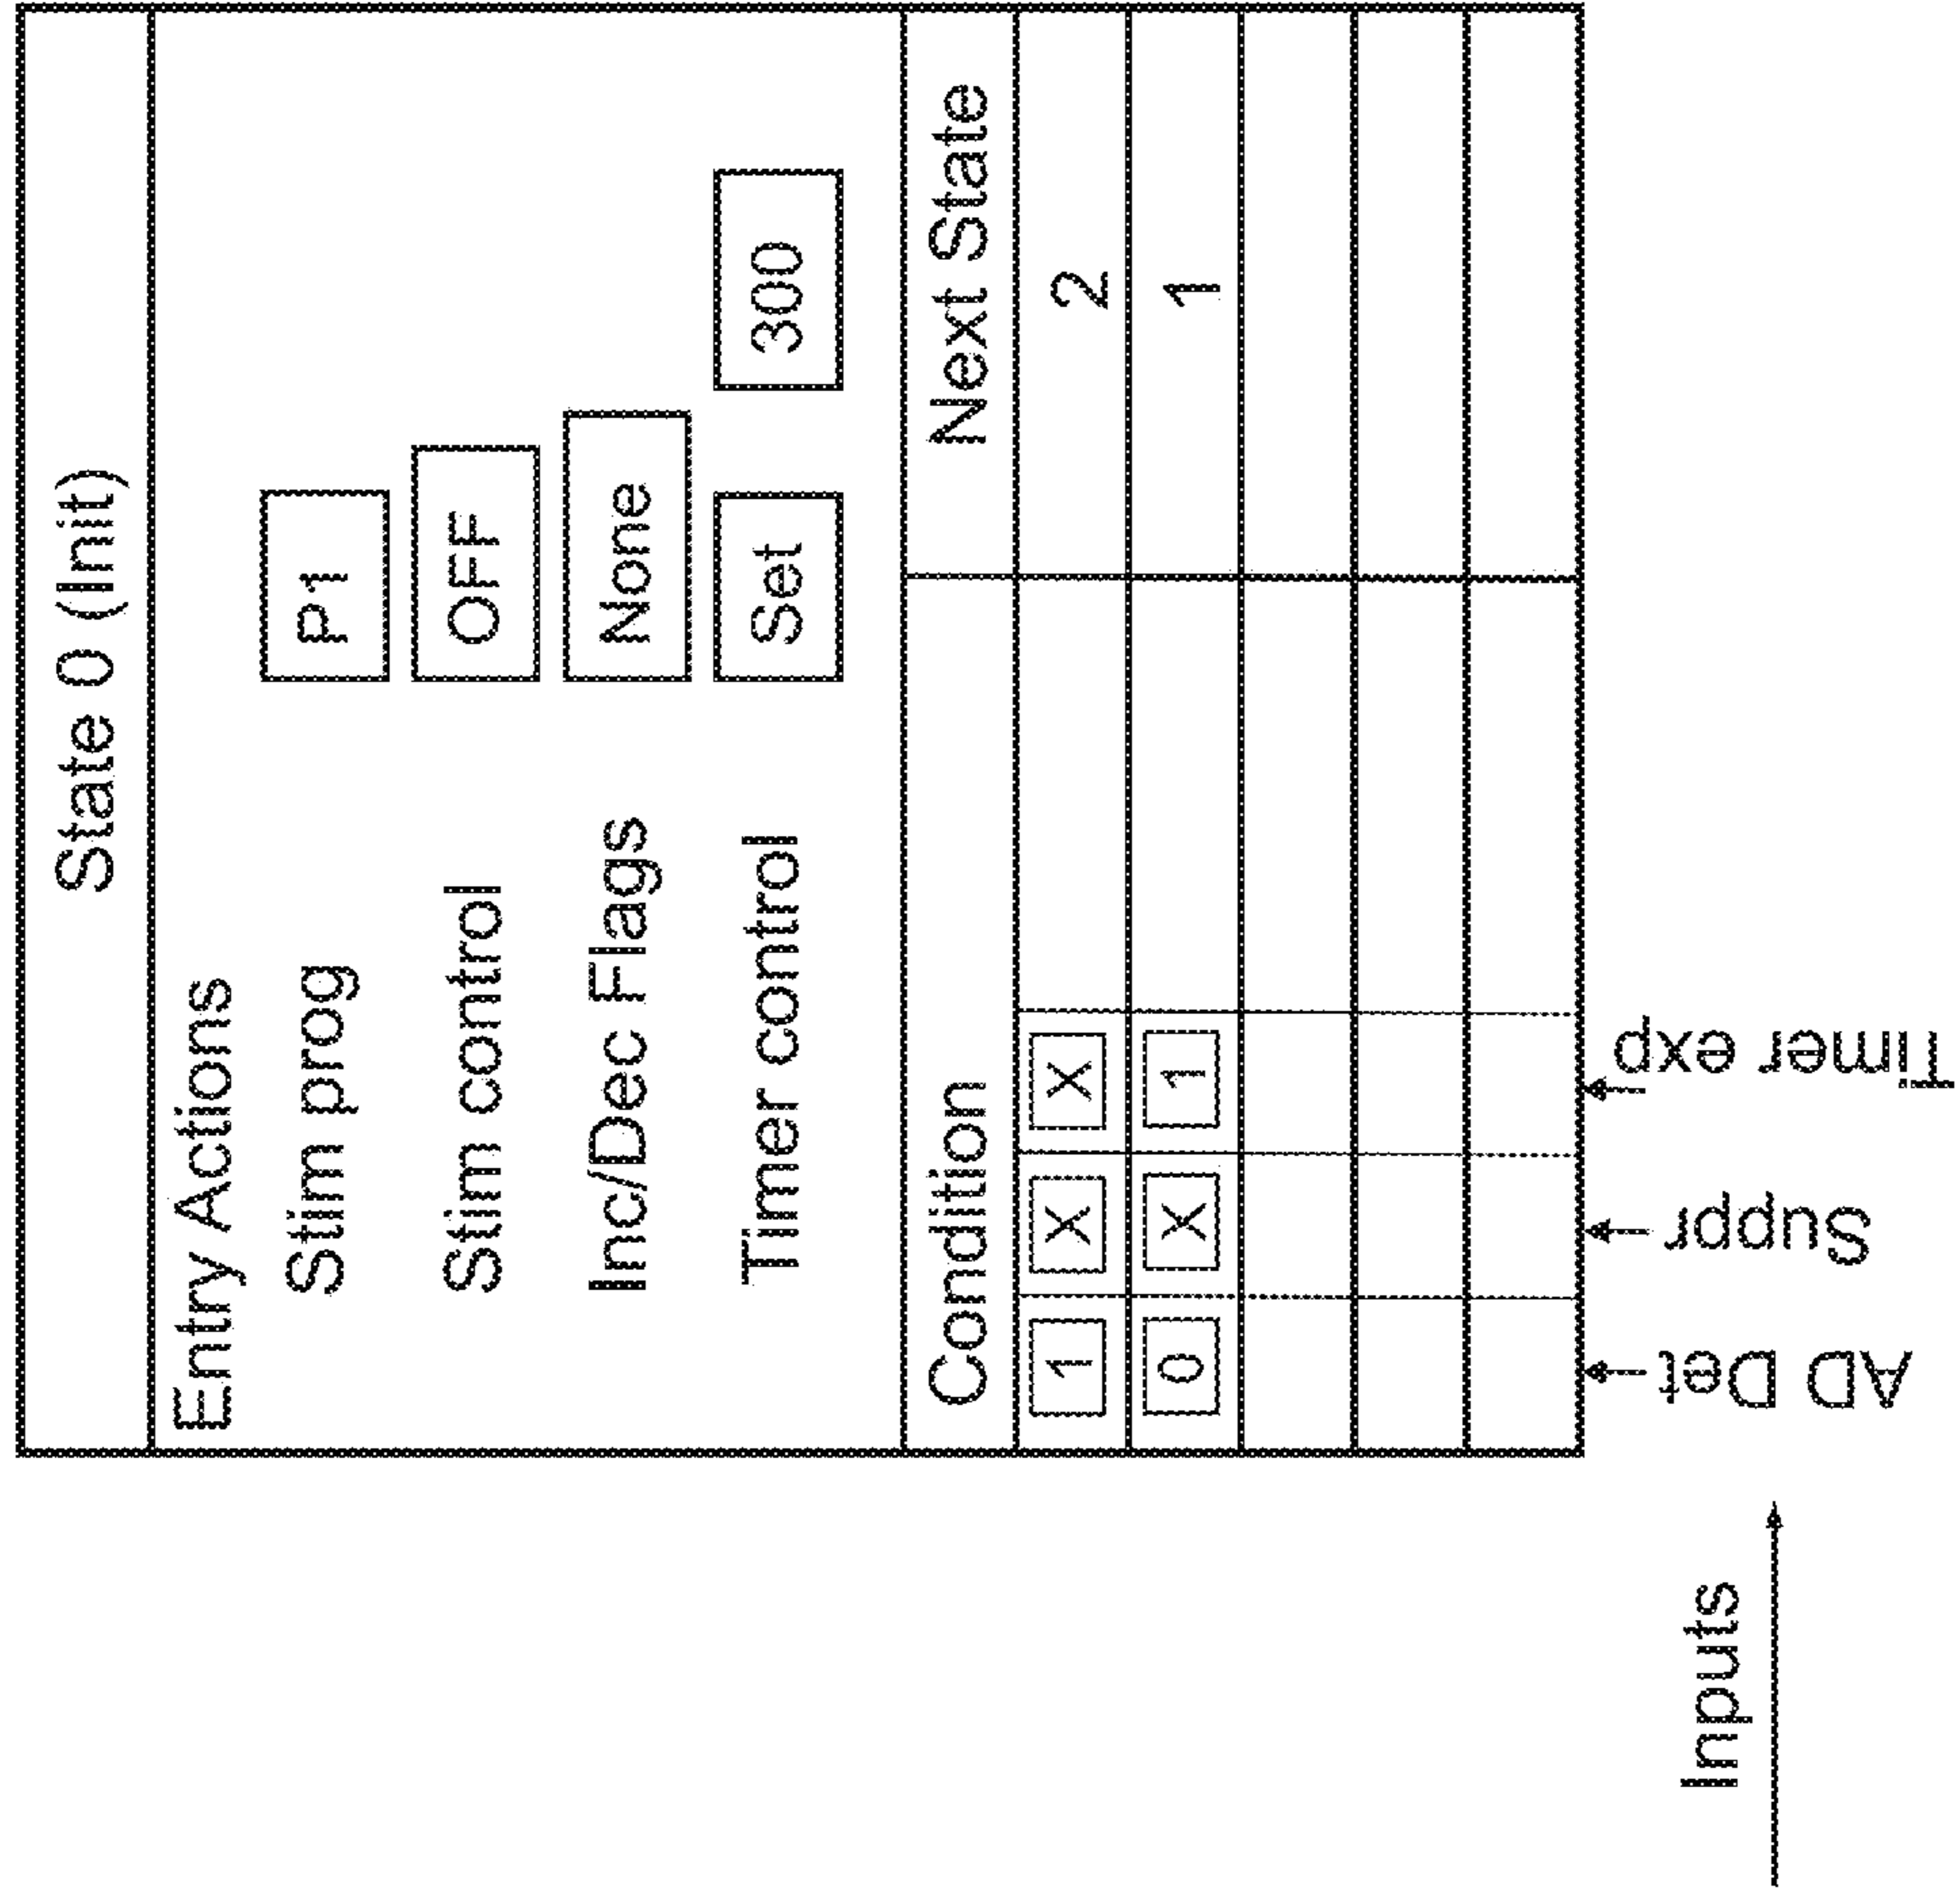 State 0 (Init)
Entry Actions
Stim prog P1
Stim control OFF
Inc/Dec Flags None
Timer control Set 300
Condition Next State
1 X X 2
0 X 1 1
Inputs
AD Det
Suppr
Timer exp